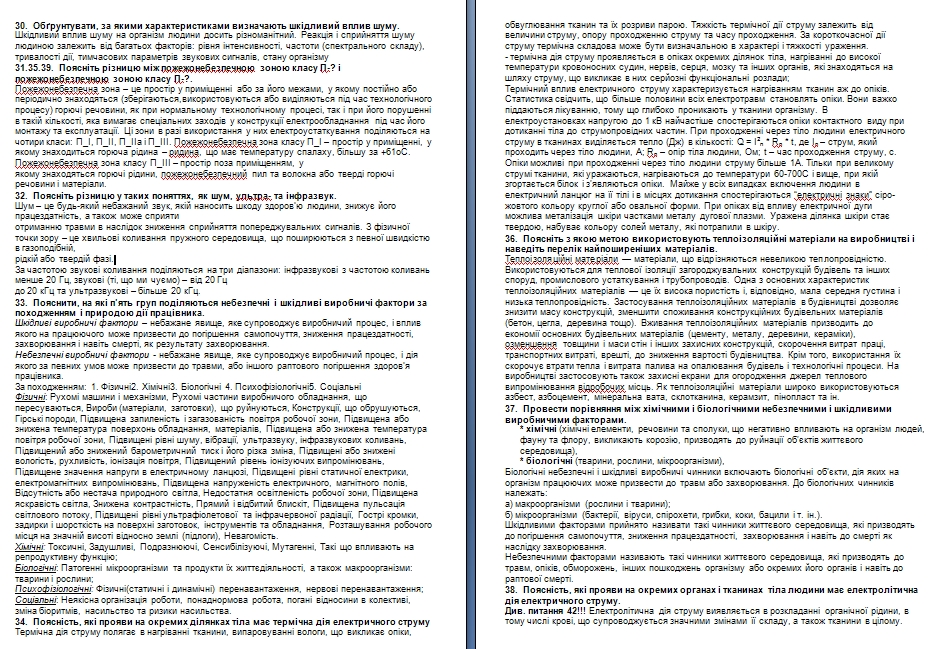 30. Обґрунтувати, за якими характеристиками визначають шкідливий вплив шуму.
Шкідливий вплив шуму на організм людини досить різноманітний. Реакція і сприйняття шуму
людиною залежить від багатьох факторів: рівня інтенсивності, частоти (спектрального складу),
тривалості дії, тимчасових параметрів звукових сигналів, стану організму
31.35.39. Поясніть різницю між пожежонебезпечною зоною класу П-? і
пожежонебезпечною зоною класу П-?.
Пожежонебезпечна зона – це простір у приміщенні або за його межами, у якому постійно або
періодично знаходяться (зберігаються,використовуються або виділяються під час технологічного
процесу) горючі речовини, як при нормальному технологічному процесі, так і при його порушенні
в такій кількості, яка вимагає спеціальних заходів у конструкції електрообладнання під час його
монтажу та експлуатації. Ці зони в разі використання у них електроустаткування поділяються на
чотири класи: П_I, П_II, П_IIа і П_III. Пожежонебезпечна зона класу П_I – простір у приміщенні, у
якому знаходиться горюча рідина – ридина, що має температуру спалаху, більшу за +61оС.
Пожежонебезпечна зона класу П_III – простір поза приміщенням, у
якому знаходяться горючі рідини, пожежонебезпечний пил та волокна або тверді горючі
речовини і матеріали.
32. Поясніть різницю у таких поняттях, як шум, ультра- та інфразвук.
Шум – це будь-який небажаний звук, якій наносить шкоду здоров'ю людини, знижує його
працездатність, а також може сприяти
отриманню травми в наслідок зниження сприйняття попереджувальних сигналів. З фізичної
точки зору – це хвильові коливання пружного середовища, що поширюються з певної швидкістю
в газоподібній,
рідкій або твердій фазі.
За частотою звукові коливання поділяються на три діапазони: інфразвукові з частотою коливань
менше 20 Гц, звукові (ті, що ми чуємо) – від 20 Гц
до 20 кГц та ультразвукові – більше 20 кГц.
33. Пояснити, на які п'ять груп поділяються небезпечні і шкідливі виробничі фактори за
походженням і природою дії працівника.
Шкідливі виробничі фактори – небажане явище, яке супроводжує виробничий процес, і вплив
якого на працюючого може призвести до погіршення самопочуття, зниження працездатності,
захворювання і навіть смерті, як результату захворювання.
Небезпечні виробничі фактори - небажане явище, яке супроводжує виробничий процес, і дія
якого за певних умов може призвести до травми, або іншого раптового погіршення здоров'я
працівника.
За походженням: 1. Фізичні2. Хімічні3. Біологічні 4. Психофізіологічні5. Соціальні
Фізичні: Рухомі машини і механізми, Рухомі частини виробничого обладнання, що
пересуваються, Вироби (матеріали, заготовки), що руйнуються, Конструкції, що обрушуються,
Гірські породи, Підвищена запиленість і загазованість повітря робочої зони, Підвищена або
знижена температура поверхонь обладнання, матеріалів, Підвищена або знижена температура
повітря робочої зони, Підвищені рівні шуму, вібрації, ультразвуку, інфразвукових коливань,
Підвищений або знижений барометричний тиск і його різка зміна, Підвищені або знижені
вологість, рухливість, іонізація повітря, Підвищений рівень іонізуючих випромінювань,
Підвищене значення напруги в електричному ланцюзі, Підвищені рівні статичної електрики,
електромагнітних випромінювань, Підвищена напруженість електричного, магнітного полів,
Відсутність або нестача природного світла, Недостатня освітленість робочої зони, Підвищена
яскравість світла, Знижена контрастність, Прямий і відбитий блискіт, Підвищена пульсація
світлового потоку, Підвищені рівні ультрафіолетової та інфрачервоної радіації, Гострі кромки,
задирки і шорсткість на поверхні заготовок, інструментів та обладнання, Розташування робочого
місця на значній висоті відносно землі (підлоги), Невагомість.
Хімічні: Токсичні, Задушливі, Подразнюючі, Сенсибілізуючі, Мутагенні, Такі що впливають на
репродуктивну функцію;
Біологічні: Патогенні мікроорганізми та продукти їх життєдіяльності, а також макроорганізми:
тварини і рослини;
Психофізіологічні: Фізичні(статичні і динамічні) перенавантаження, нервові перенавантаження;
Соціальні: Неякісна організація роботи, понаднормова робота, погані відносини в колективі,
зміна біоритмів, насильство та ризики насильства.
34. Поясність, які прояви на окремих ділянках тіла має термічна дія електричного струму
Термічна дія струму полягає в нагріванні тканини, випаровуванні вологи, що викликає опіки,
обвуглювання тканин та їх розриви парою. Тяжкість термічної дії струму залежить від
величини струму, опору проходженню струму та часу проходження. За короткочасної дії
струму термічна складова може бути визначальною в характері і тяжкості ураження.
- термічна дія струму проявляється в опіках окремих ділянок тіла, нагріванні до високої
температури кровоносних судин, нервів, серця, мозку та інших органів, які знаходяться на
шляху струму, що викликає в них серйозні функціональні розлади;
Термічний вплив електричного струму характеризується нагріванням тканин аж до опіків.
Статистика свідчить, що більше половини всіх електротравм становлять опіки. Вони важко
піддаються лікуванню, тому що глибоко проникають у тканини організму. В
електроустановках напругою до 1 кВ найчастіше спостерігаються опіки контактного виду при
дотиканні тіла до струмопровідних частин. При проходженні через тіло людини електричного
струму в тканинах виділяється тепло (Дж) в кількості: Q = I²л * Rл * t, де Iл – струм, який
проходить через тіло людини, А; Rл – опір тіла людини, Ом; t – час проходження струму, с.
Опіки можливі при проходженні через тіло людини струму більше 1А. Тільки при великому
струмі тканини, які уражаються, нагріваються до температури 60-700С і вище, при якій
згортається білок і з'являються опіки. Майже у всіх випадках включення людини в
електричний ланцюг на її тілі і в місцях дотикання спостерігаються "електричні знаки" сіро-
жовтого кольору круглої або овальної форми. При опіках від впливу електричної дуги
можлива металізація шкіри частками металу дугової плазми. Уражена ділянка шкіри стає
твердою, набуває кольору солей металу, які потрапили в шкіру.
36. Поясніть з якою метою використовують теплоізоляційні матеріали на виробництві і
наведіть перелік найпоширеніших матеріалів.
Теплоізоляційні матеріали — матеріали, що відрізняються невеликою теплопровідністю.
Використовуються для теплової ізоляції загороджувальних конструкцій будівель та інших
споруд, промислового устаткування і трубопроводів. Одна з основних характеристик
теплоізоляційних матеріалів — це їх висока пористість і, відповідно, мала середня густина і
низька теплопровідність. Застосування теплоізоляційних матеріалів в будівництві дозволяє
знизити масу конструкцій, зменшити споживання конструкційних будівельних матеріалів
(бетон, цегла, деревина тощо). Вживання теплоізоляційних матеріалів призводить до
економії основних будівельних матеріалів (цементу, металу, деревини, кераміки),
озменшення товщини і маси стін і інших захисних конструкцій, скорочення витрат праці,
транспортних витрат, врешті, до зниження вартості будівництва. Крім того, використання їх
скорочує втрати тепла і витрата палива на опалювання будівель і технологічні процеси. На
виробництві застосовують також захисні екрани для огородження джерел теплового
випромінювання відробочих місць. Як теплоізоляційні матеріали широко використовуються
азбест, азбоцемент, мінеральна вата, склотканина, керамзит, пінопласт та ін.
37. Провести порівняння між хімичними и біологічними небезпечними и шкідливими
виробничими факторами.
* хімічні (хімічні елементи, речовини та сполуки, що негативно впливають на організм людей,
фауну та флору, викликають корозію, призводять до руйнації об'єктів життєвого
середовища),
* біологічні (тварини, рослини, мікроорганізми),
Біологічні небезпечні і шкідливі виробничі чинники включають біологічні об'єкти, дія яких на
організм працюючих може призвести до травм або захворювання. До біологічних чинників
належать:
а) макроорганізми (рослини і тварини);
б) мікроорганізми (бактерії, віруси, спірохети, грибки, коки, бацили і т. ін.).
Шкідливими факторами прийнято називати такі чинники життєвого середовища, які призводять
до погіршення самопочуття, зниження працездатності, захворювання і навіть до смерті як
наслідку захворювання.
Небезпечними факторами називають такі чинники життєвого середовища, які призводять до
травм, опіків, обморожень, інших пошкоджень організму або окремих його органів і навіть до
раптової смерті.
38. Поясність, які прояви на окремих органах і тканинах тіла людини має електролітична
дія електричного струму.
Див. питання 42!!! Електролітична дія струму виявляється в розкладанні органічної рідини, в
тому числі крові, що супроводжується значними змінами її складу, а також тканини в цілому.